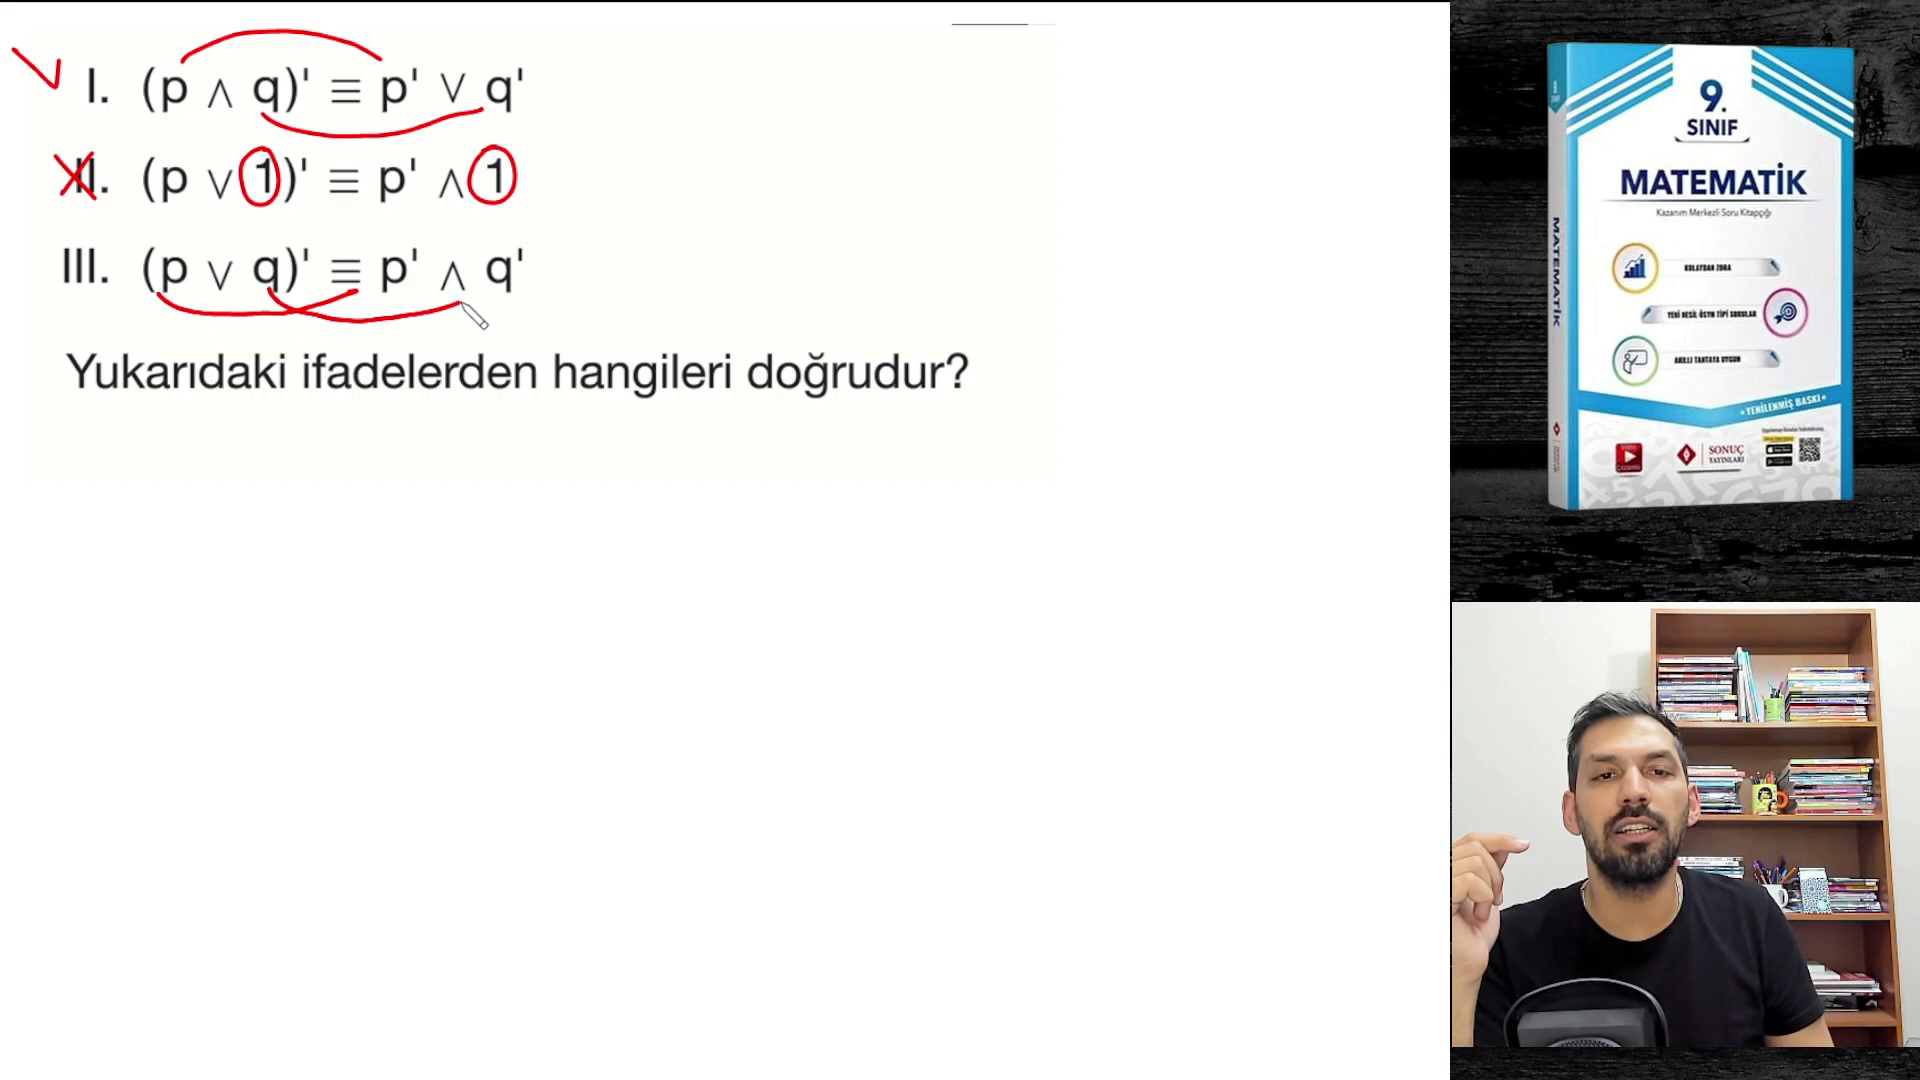 I. (p ∧ q)' ≡ p' ∨ q'
II. (p ∨ 1)' ≡ p' ∧ 1
III. (p ∨ q)' ≡ p' ∧ q'
Yukarıdaki ifadelerden hangileri doğrudur?
9.
SINIF
MATEMATİK
Kazanım Merkezli Soru Kitapçığı
KOLAYDAN ZORA
YENİ NESİL ÖSYM TİPİ SORULAR
AKILLI TAHTAYA UYGUN
• YENİLENMİŞ BASKI •
SONUÇ
YAYINLARI
MATEMATİK